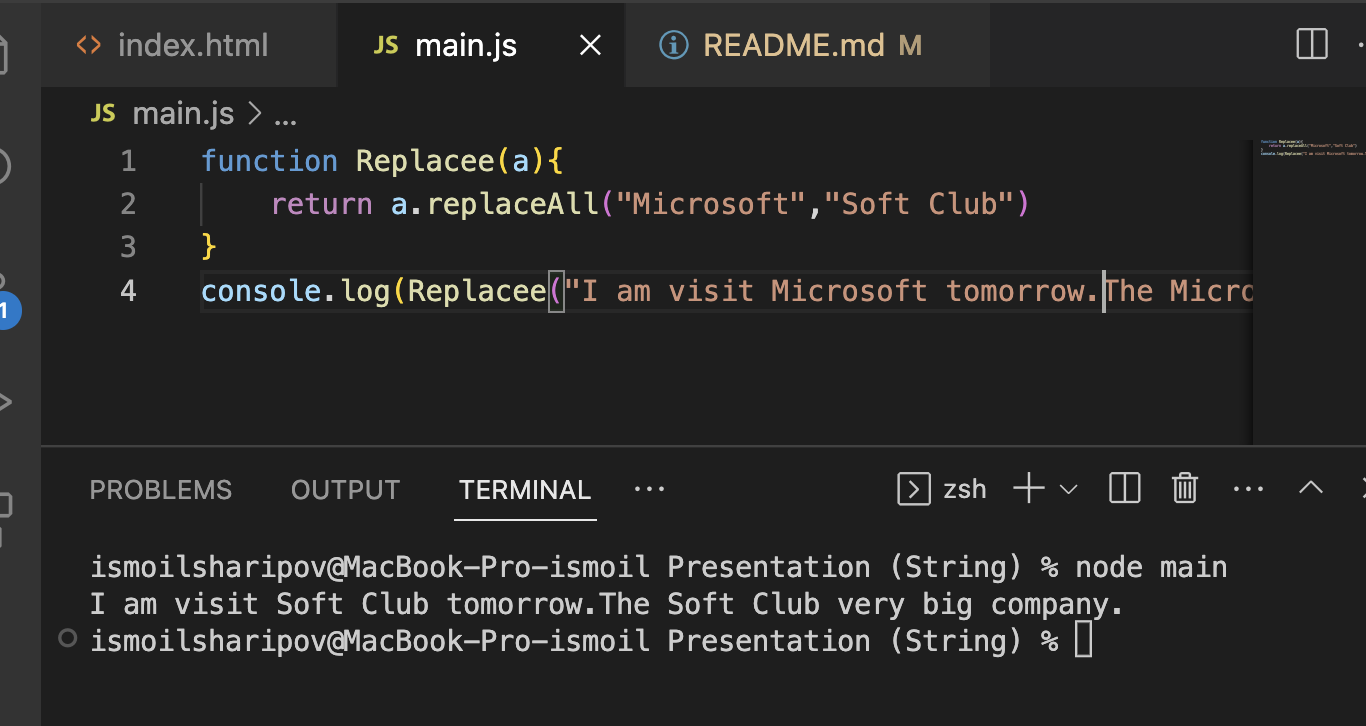 index.html
JS main.js
README.md M
JS main.js > ...
1 function Replacee(a){
2 return a.replaceAll("Microsoft","Soft Club")
3 }
4 console.log(Replacee("I am visit Microsoft tomorrow.The Micro
1
PROBLEMS OUTPUT TERMINAL ... zsh
ismoilsharipov@MacBook-Pro-ismoil Presentation (String) % node main
I am visit Soft Club tomorrow.The Soft Club very big company.
ismoilsharipov@MacBook-Pro-ismoil Presentation (String) %